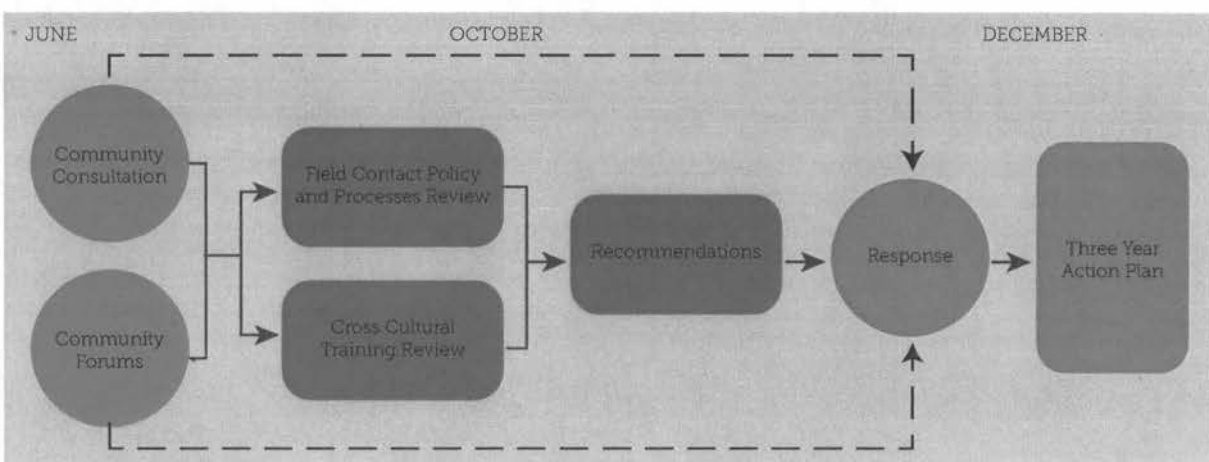 JUNE
OCTOBER
DECEMBER
Community
Consultation
Community
Forums
Field Contact Policy
and Processes Review
Cross Cultural
Training Review
Recommendations
Response
Three Year
Action Plan